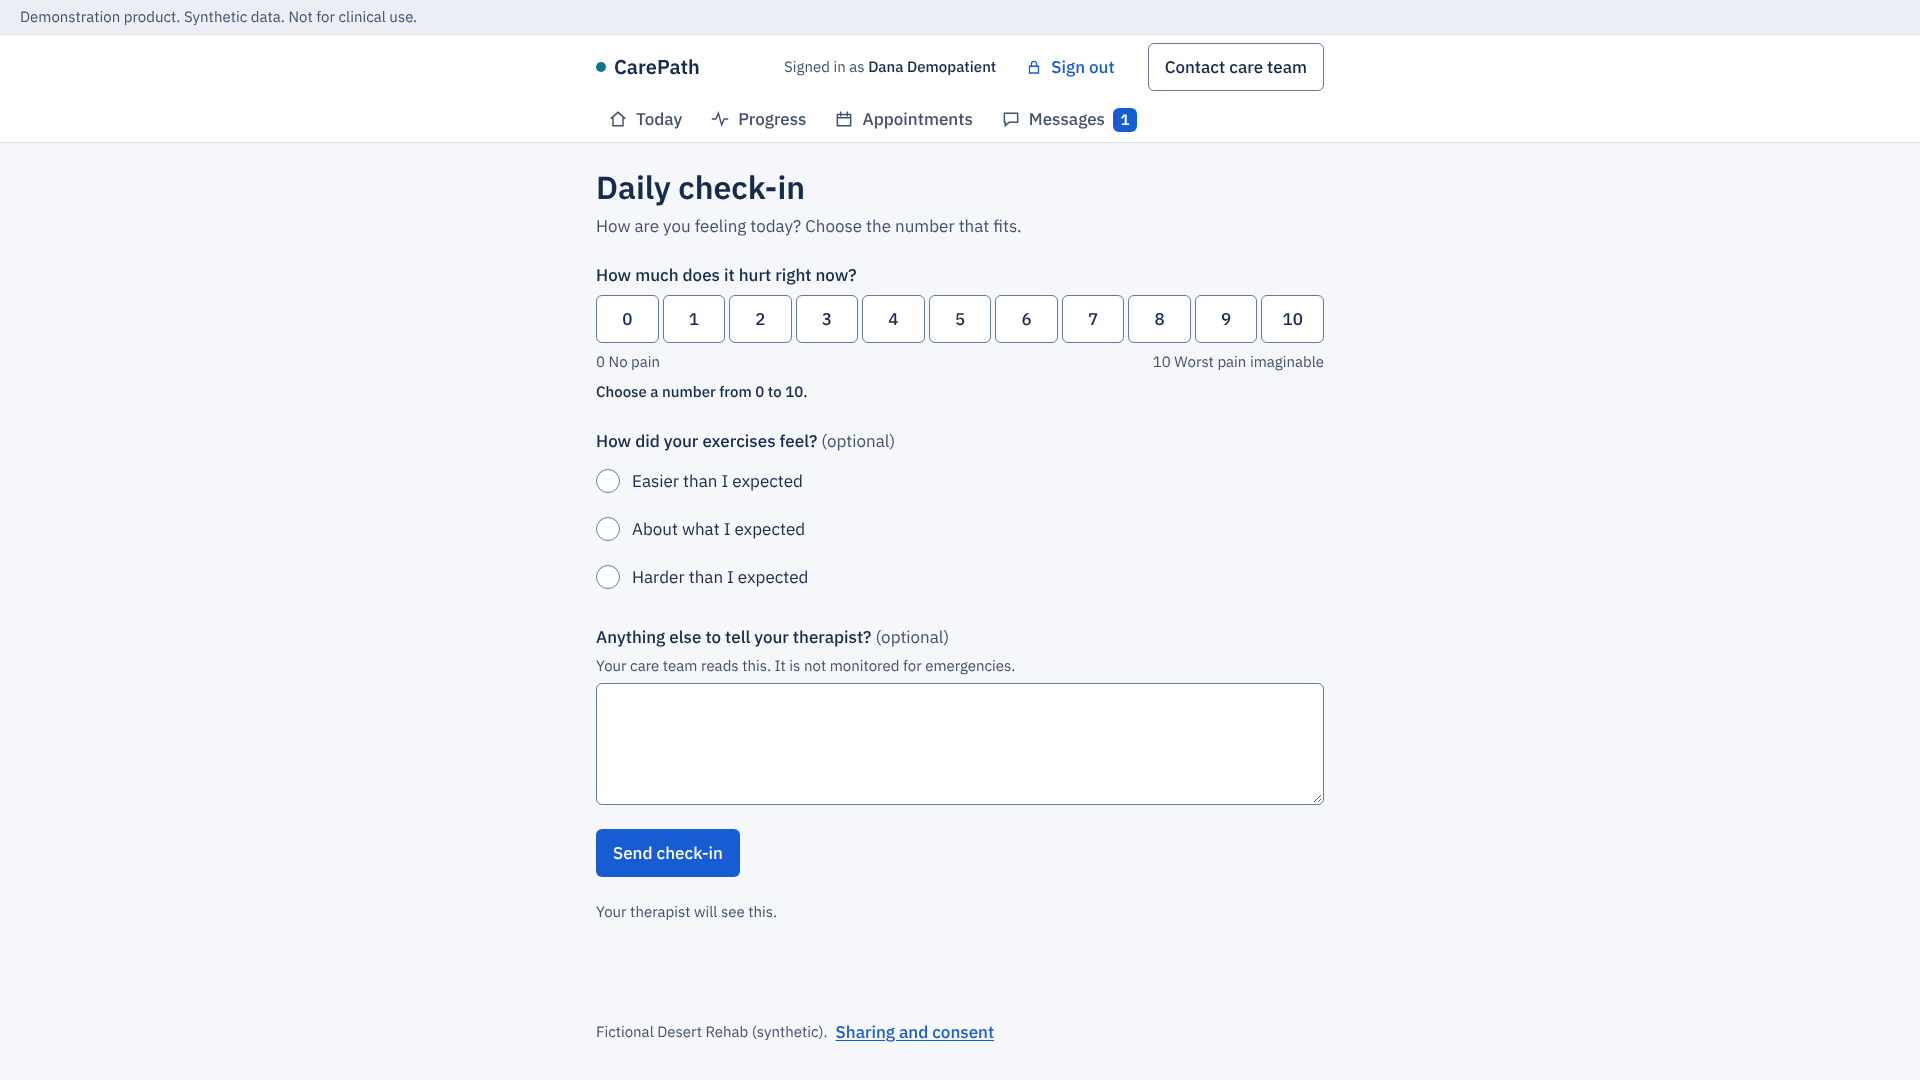 Demonstration product. Synthetic data. Not for clinical use.
CarePath
Signed in as Dana Demopatient
Sign out
Contact care team
Today
Progress
Appointments
Messages 1
Daily check-in
How are you feeling today? Choose the number that fits.
How much does it hurt right now?
0 1 2 3 4 5 6 7 8 9 10
0 No pain
10 Worst pain imaginable
Choose a number from 0 to 10.
How did your exercises feel? (optional)
Easier than I expected
About what I expected
Harder than I expected
Anything else to tell your therapist? (optional)
Your care team reads this. It is not monitored for emergencies.
Send check-in
Your therapist will see this.
Fictional Desert Rehab (synthetic). Sharing and consent